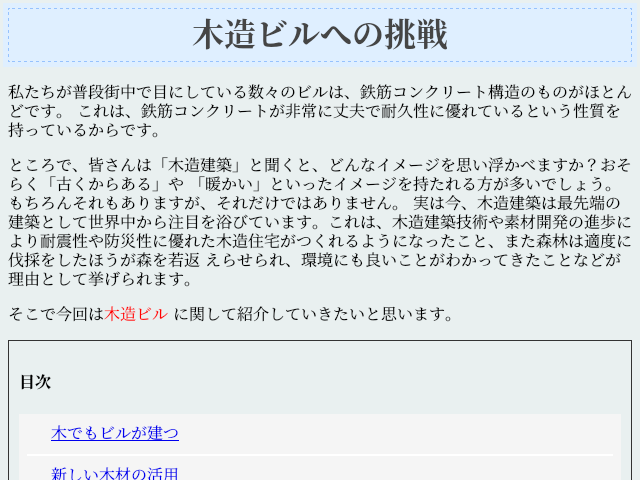 木造ビルへの挑戦
私たちが普段街中で目にしている数々のビルは、鉄筋コンクリート構造のものがほとん
どです。 これは、鉄筋コンクリートが非常に丈夫で耐久性に優れているという性質を
持っているからです。
ところで、皆さんは「木造建築」と聞くと、どんなイメージを思い浮かべますか？おそ
らく「古くからある」や 「暖かい」といったイメージを持たれる方が多いでしょう。
もちろんそれもありますが、それだけではありません。 実は今、木造建築は最先端の
建築として世界中から注目を浴びています。これは、木造建築技術や素材開発の進歩に
より耐震性や防災性に優れた木造住宅がつくれるようになったこと、また森林は適度に
伐採をしたほうが森を若返 えらせられ、環境にも良いことがわかってきたことなどが
理由として挙げられます。
そこで今回は木造ビル に関して紹介していきたいと思います。
目次
木でもビルが建つ
新しい木材の活用